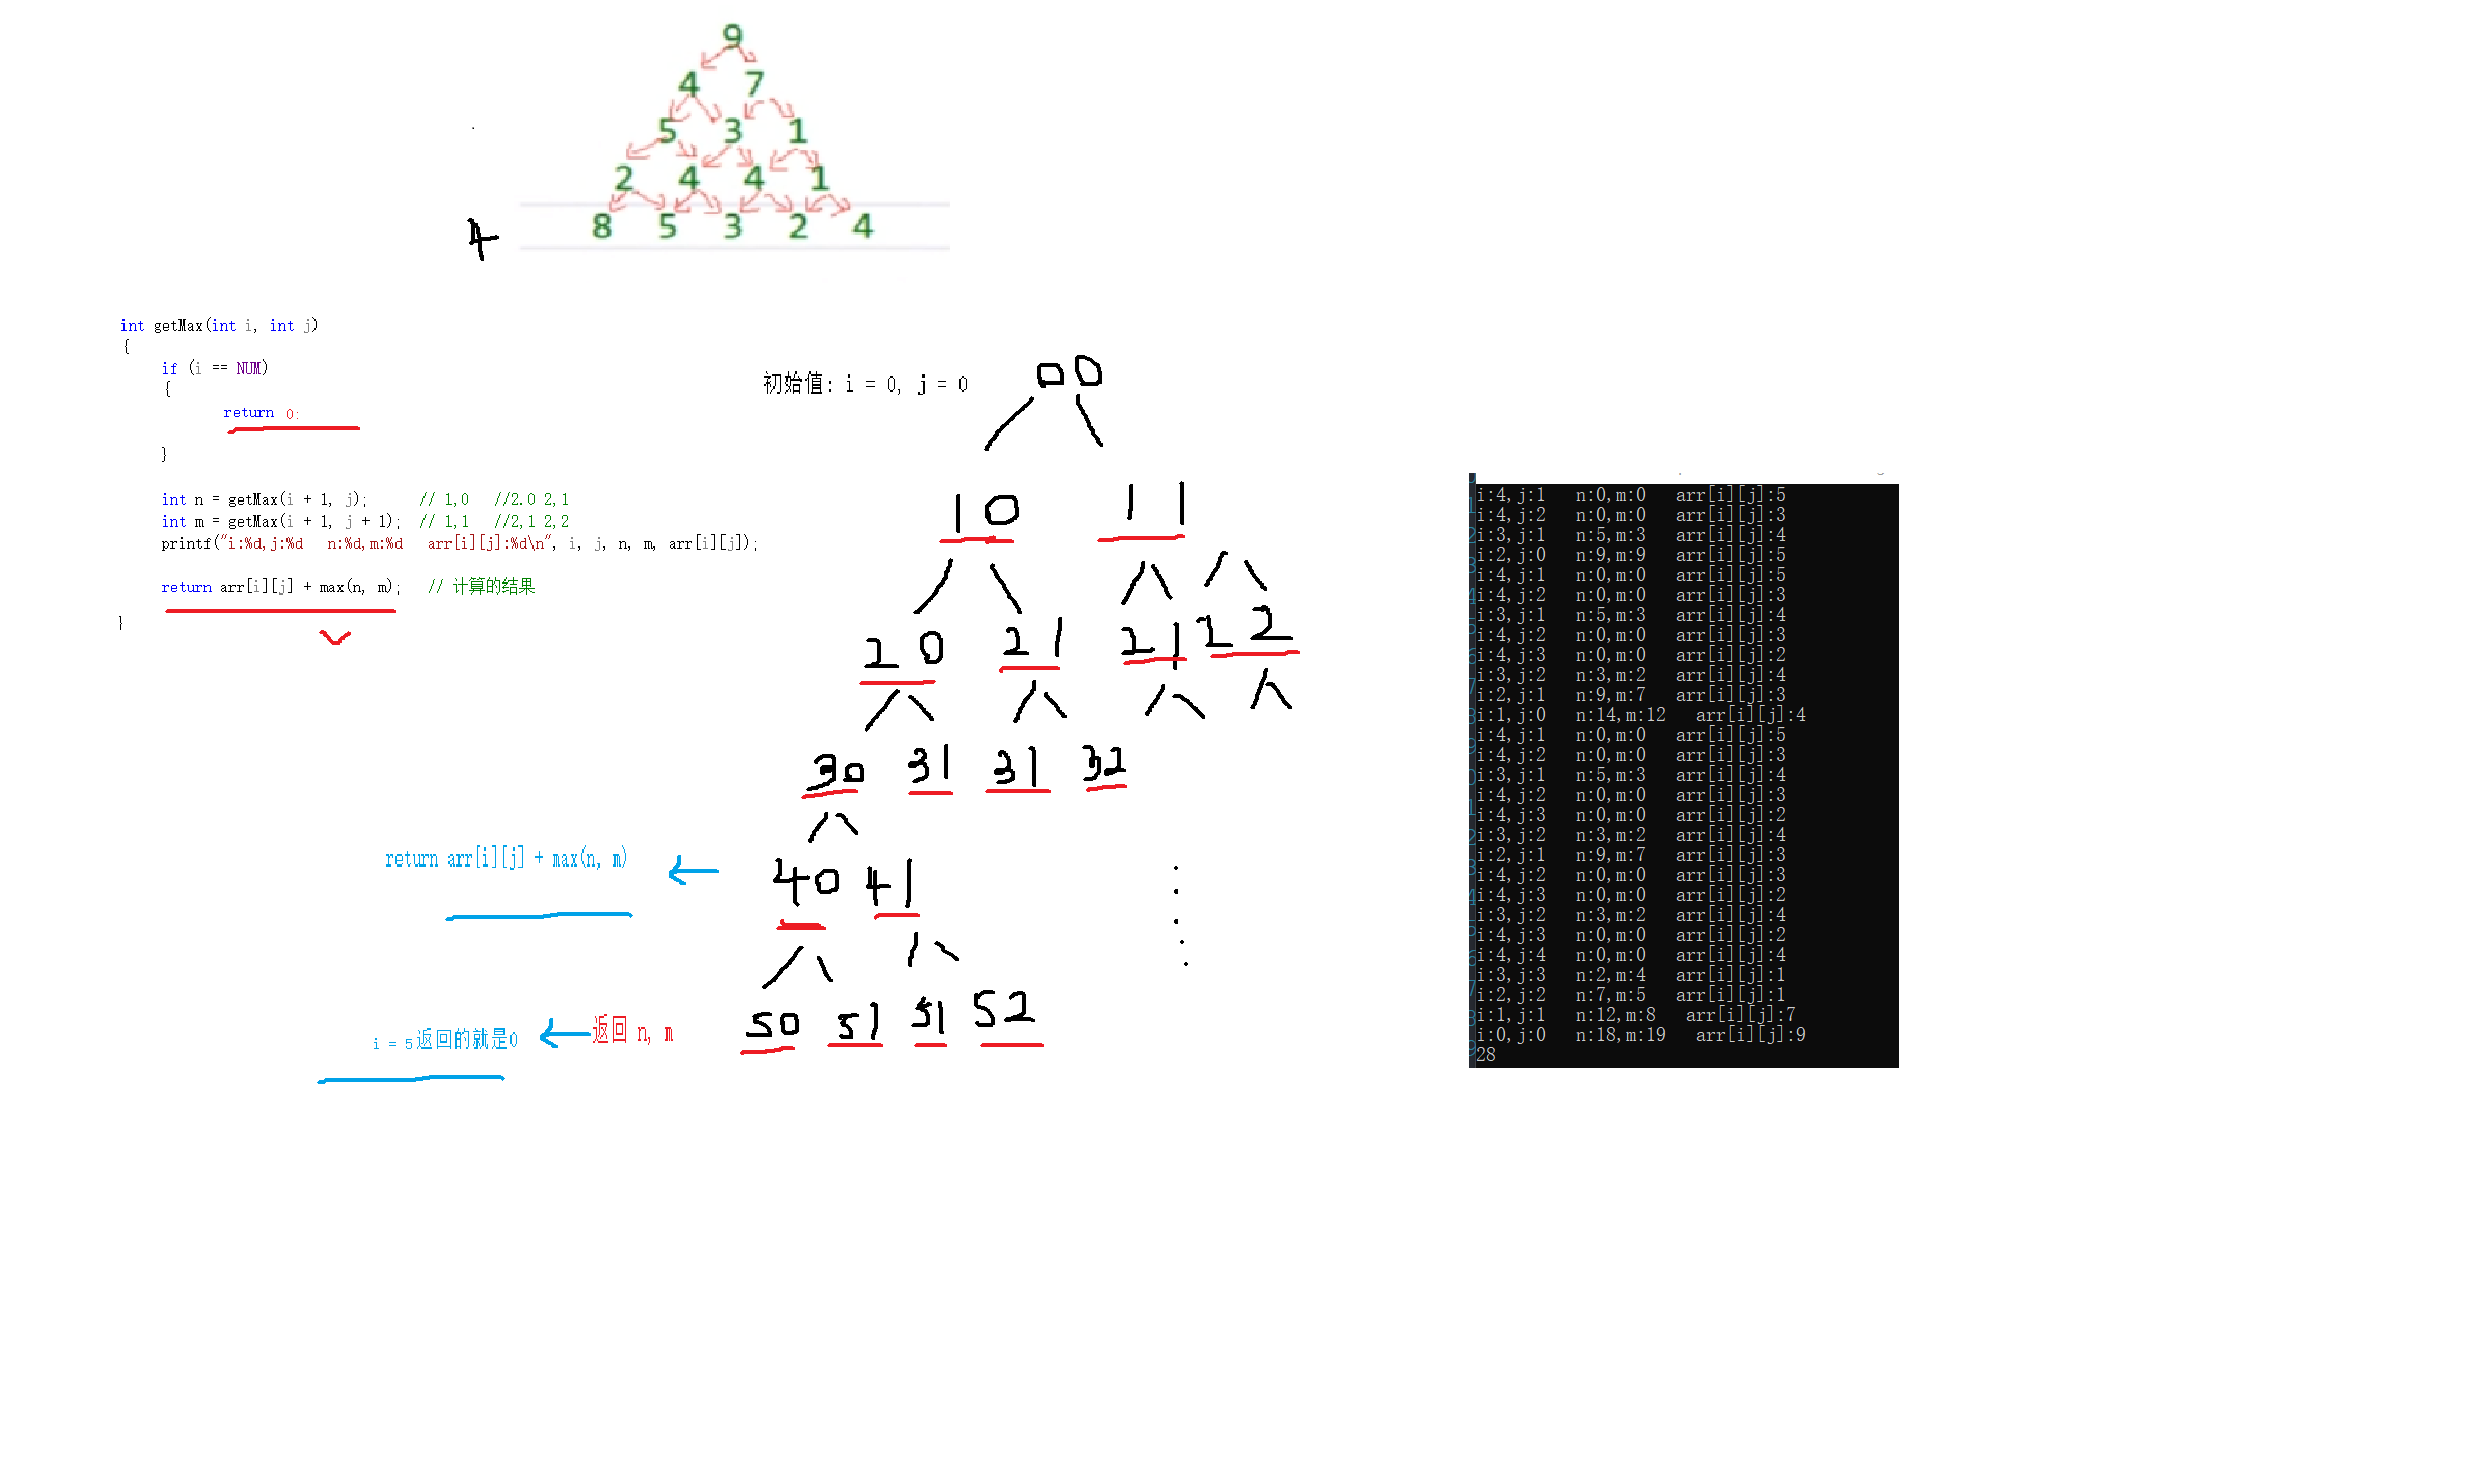 9
4 7
5 3 1
2 4 4 1
8 5 3 2 4
4
int getMax(int i, int j)
{
if (i == NUM)
{
return 0;
}
int n = getMax(i + 1, j); // 1,0 //2.0 2,1
int m = getMax(i + 1, j + 1); // 1,1 //2,1 2,2
printf("i:%d,j:%d n:%d,m:%d arr[i][j]:%d\n", i, j, n, m, arr[i][j]);
return arr[i][j] + max(n, m); // 计算的结果
}
初始值: i = 0, j = 0
00
10 11
20 21 21 22
30 31 31 32
return arr[i][j] + max(n, m)
40 41
i = 5返回的就是0
返回 n, m
50 51 51 52
i:4,j:1 n:0,m:0 arr[i][j]:5
i:4,j:2 n:0,m:0 arr[i][j]:3
i:3,j:1 n:5,m:3 arr[i][j]:4
i:2,j:0 n:9,m:9 arr[i][j]:5
i:4,j:1 n:0,m:0 arr[i][j]:5
i:4,j:2 n:0,m:0 arr[i][j]:3
i:3,j:1 n:5,m:3 arr[i][j]:4
i:4,j:2 n:0,m:0 arr[i][j]:3
i:4,j:3 n:0,m:0 arr[i][j]:2
i:3,j:2 n:3,m:2 arr[i][j]:4
i:2,j:1 n:9,m:7 arr[i][j]:3
i:1,j:0 n:14,m:12 arr[i][j]:4
i:4,j:1 n:0,m:0 arr[i][j]:5
i:4,j:2 n:0,m:0 arr[i][j]:3
i:3,j:1 n:5,m:3 arr[i][j]:4
i:4,j:2 n:0,m:0 arr[i][j]:3
i:4,j:3 n:0,m:0 arr[i][j]:2
i:3,j:2 n:3,m:2 arr[i][j]:4
i:2,j:1 n:9,m:7 arr[i][j]:3
i:4,j:2 n:0,m:0 arr[i][j]:3
i:4,j:3 n:0,m:0 arr[i][j]:2
i:3,j:2 n:3,m:2 arr[i][j]:4
i:4,j:3 n:0,m:0 arr[i][j]:2
i:4,j:4 n:0,m:0 arr[i][j]:4
i:3,j:3 n:2,m:4 arr[i][j]:1
i:2,j:2 n:7,m:5 arr[i][j]:1
i:1,j:1 n:12,m:8 arr[i][j]:7
i:0,j:0 n:18,m:19 arr[i][j]:9
28